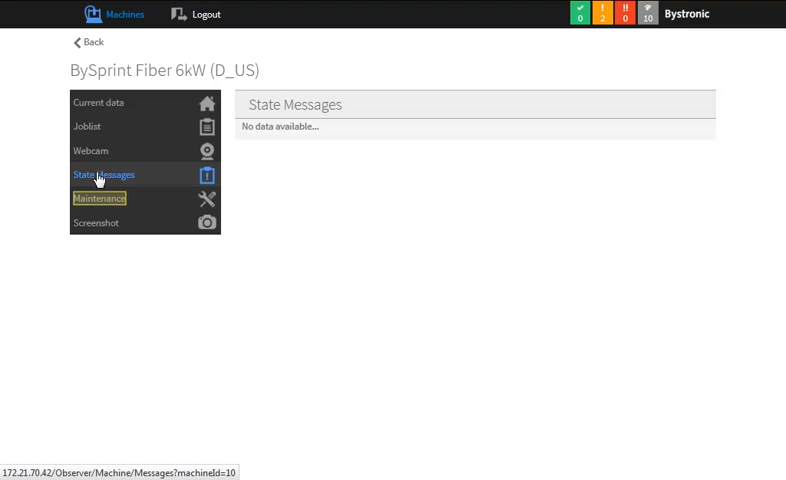 Machines Logout ✓ 0 ! 2 !! 0 ? 10 Bystronic
Back
BySprint Fiber 6kW (D_US)
Current data
State Messages
Joblist
No data available...
Webcam
State Messages
Maintenance
Screenshot
172.21.70.42/Observer/Machine/Messages?machineId=10